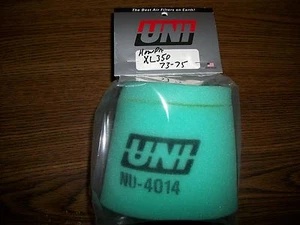 The Best Air Filters on Earth!
UNI
Honda
XL350
73-75
UNI
NU-4014